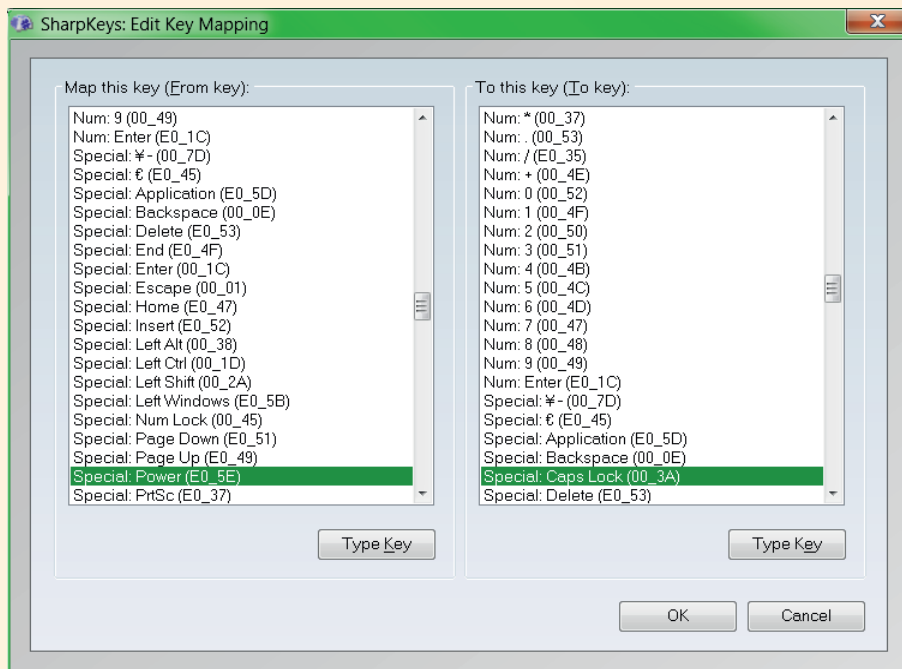 SharpKeys: Edit Key Mapping
X
Map this key (From key):
Num: 9 (00_49)
Num: Enter (E0_1C)
Special: ¥ - (00_7D)
Special: € (E0_45)
Special: Application (E0_5D)
Special: Backspace (00_0E)
Special: Delete (E0_53)
Special: End (E0_4F)
Special: Enter (00_1C)
Special: Escape (00_01)
Special: Home (E0_47)
Special: Insert (E0_52)
Special: Left Alt (00_38)
Special: Left Ctrl (00_1D)
Special: Left Shift (00_2A)
Special: Left Windows (E0_5B)
Special: Num Lock (00_45)
Special: Page Down (E0_51)
Special: Page Up (E0_49)
Special: Power (E0_5E)
Special: PrtSc (E0_37)
Type Key
To this key (To key):
Num: * (00_37)
Num: . (00_53)
Num: / (E0_35)
Num: + (00_4E)
Num: 0 (00_52)
Num: 1 (00_4F)
Num: 2 (00_50)
Num: 3 (00_51)
Num: 4 (00_4B)
Num: 5 (00_4C)
Num: 6 (00_4D)
Num: 7 (00_47)
Num: 8 (00_48)
Num: 9 (00_49)
Num: Enter (E0_1C)
Special: ¥ - (00_7D)
Special: € (E0_45)
Special: Application (E0_5D)
Special: Backspace (00_0E)
Special: Caps Lock (00_3A)
Special: Delete (E0_53)
Type Key
OK
Cancel